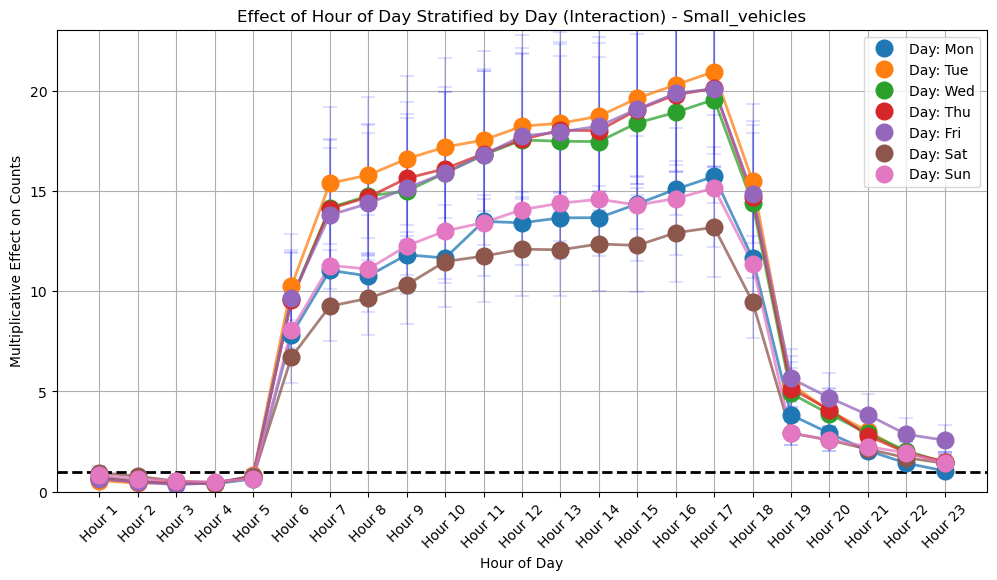 Effect of Hour of Day Stratified by Day (Interaction) - Small_vehicles
Multiplicative Effect on Counts
20
15
10
5
0
Day: Mon
Day: Tue
Day: Wed
Day: Thu
Day: Fri
Day: Sat
Day: Sun
Hour 1
Hour 2
Hour 3
Hour 4
Hour 5
Hour 6
Hour 7
Hour 8
Hour 9
Hour 10
Hour 11
Hour 12
Hour 13
Hour 14
Hour 15
Hour 16
Hour 17
Hour 18
Hour 19
Hour 20
Hour 21
Hour 22
Hour 23
Hour of Day